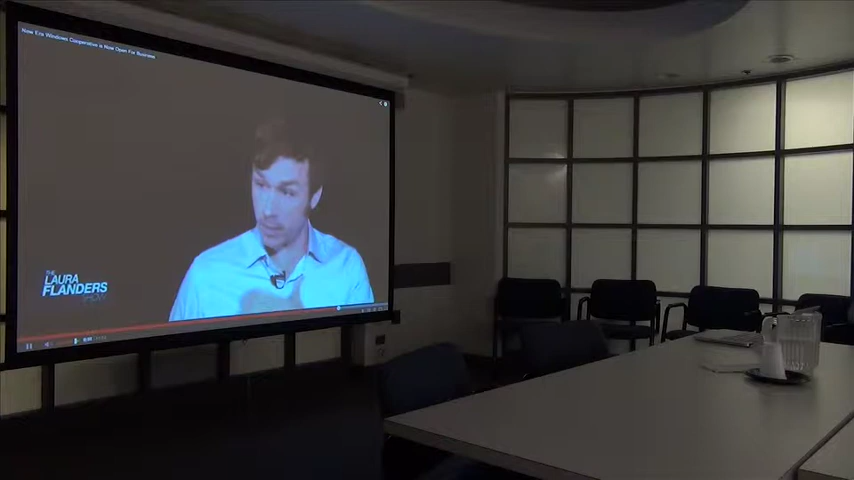 New Era Windows Cooperative is Now Open For Business
THE
LAURA
FLANDERS
SHOW